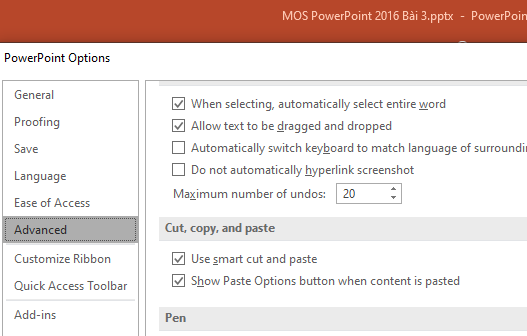 MOS PowerPoint 2016 Bài 3.pptx - PowerPoin
PowerPoint Options
General
Proofing
Save
Language
Ease of Access
Advanced
Customize Ribbon
Quick Access Toolbar
Add-ins
When selecting, automatically select entire word
Allow text to be dragged and dropped
Automatically switch keyboard to match language of surroundin
Do not automatically hyperlink screenshot
Maximum number of undos: 20
Cut, copy, and paste
Use smart cut and paste
Show Paste Options button when content is pasted
Pen